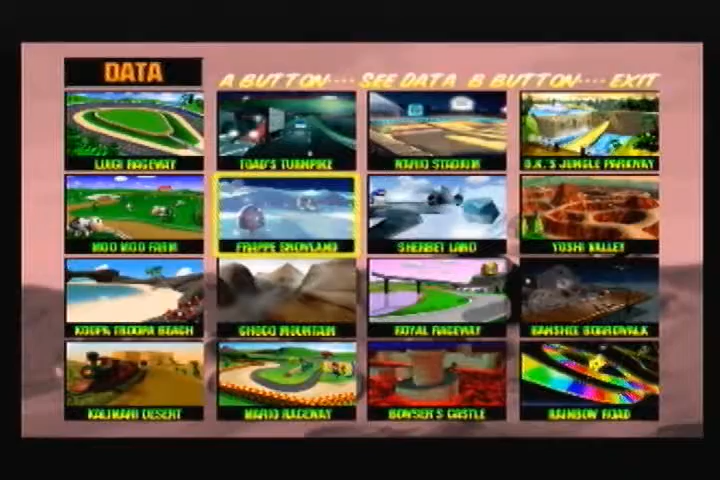 DATA
A BUTTON···· SEE DATA B BUTTON···· EXIT
LUIGI RACEWAY
TOAD'S TURNPIKE
MARIO STADIUM
D.K.'S JUNGLE PARKWAY
MOO MOO FARM
FRAPPE SNOWLAND
SHERBET LAND
YOSHI VALLEY
KOOPA TROOPA BEACH
CHOCO MOUNTAIN
ROYAL RACEWAY
BANSHEE BOARDWALK
KALIMARI DESERT
MARIO RACEWAY
BOWSER'S CASTLE
RAINBOW ROAD